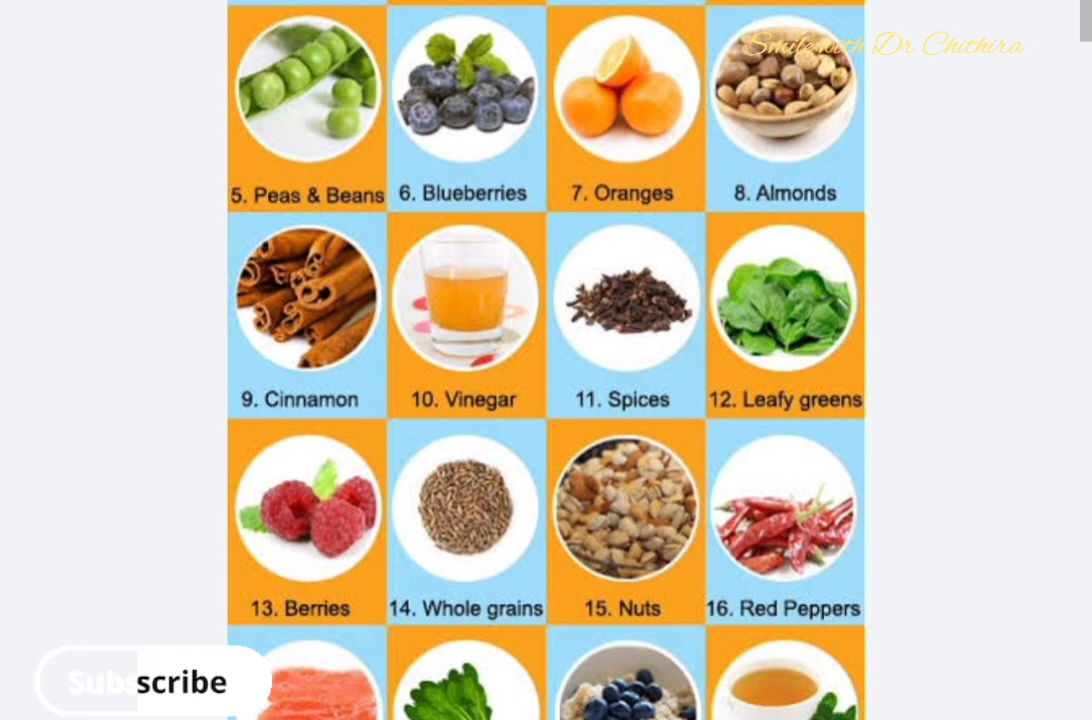 Smile with Dr Chithira
5. Peas & Beans
6. Blueberries
7. Oranges
8. Almonds
9. Cinnamon
10. Vinegar
11. Spices
12. Leafy greens
13. Berries
14. Whole grains
15. Nuts
16. Red Peppers
Subscribe